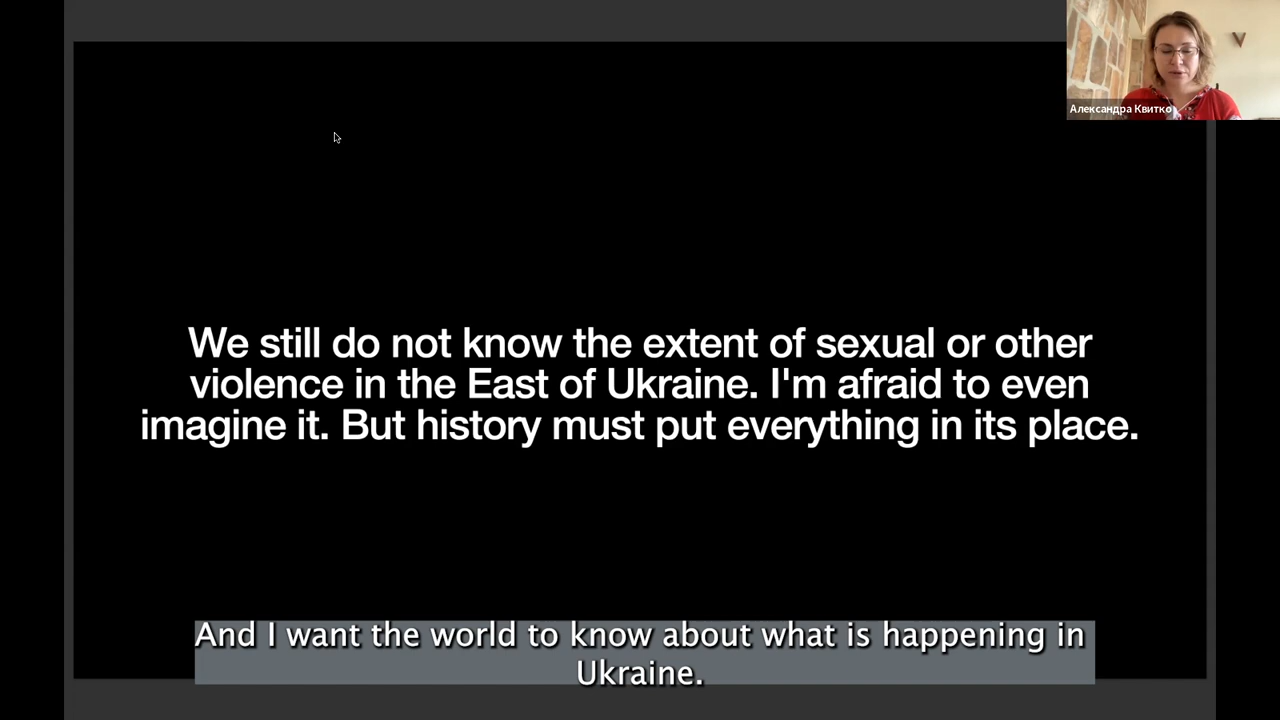 Александра Квитко
We still do not know the extent of sexual or other
violence in the East of Ukraine. I'm afraid to even
imagine it. But history must put everything in its place.
And I want the world to know about what is happening in
Ukraine.